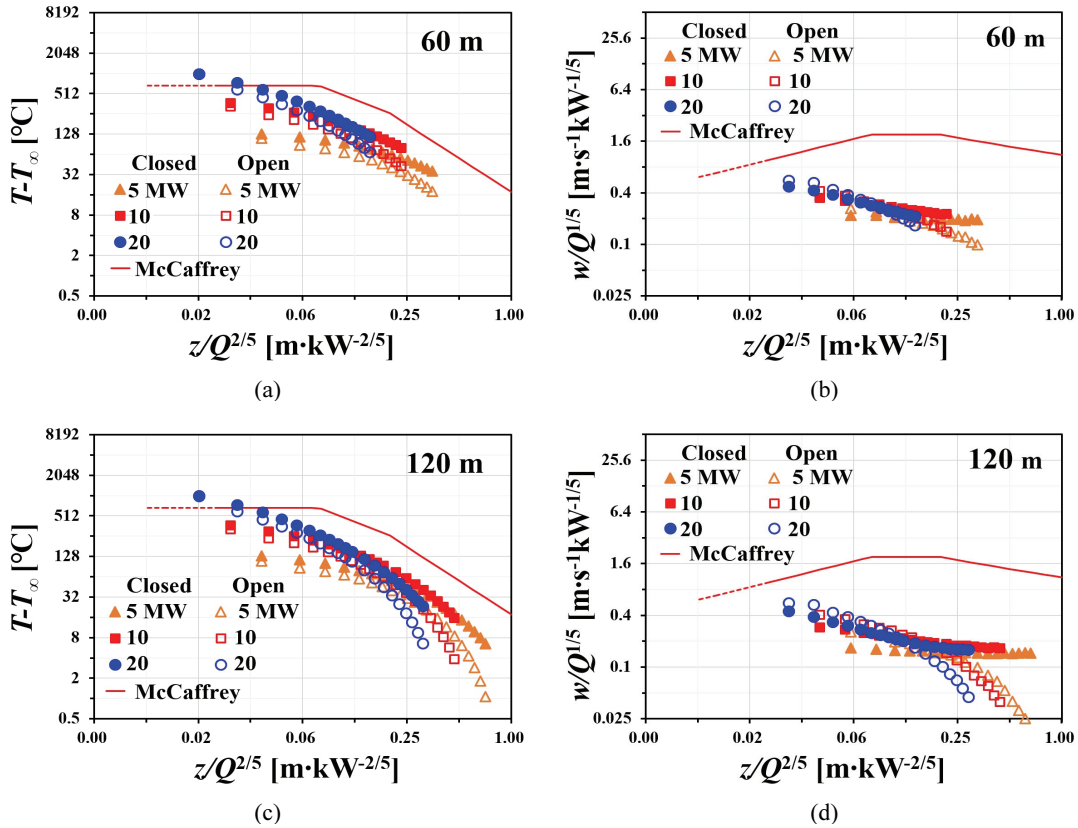 8192
2048
512
128
32
8
2
0.5
T-T∞ [°C]
60 m
Closed Open
5 MW 5 MW
10 10
20 20
McCaffrey
0.00 0.02 0.06 0.25 1.00
z/Q2/5 [m·kW-2/5]
(a)
25.6
6.4
1.6
0.4
0.1
0.025
w/Q1/5 [m·s-1kW-1/5]
60 m
Closed Open
5 MW 5 MW
10 10
20 20
McCaffrey
0.00 0.02 0.06 0.25 1.00
z/Q2/5 [m·kW-2/5]
(b)
8192
2048
512
128
32
8
2
0.5
T-T∞ [°C]
120 m
Closed Open
5 MW 5 MW
10 10
20 20
McCaffrey
0.00 0.02 0.06 0.25 1.00
z/Q2/5 [m·kW-2/5]
(c)
25.6
6.4
1.6
0.4
0.1
0.025
w/Q1/5 [m·s-1kW-1/5]
120 m
Closed Open
5 MW 5 MW
10 10
20 20
McCaffrey
0.00 0.02 0.06 0.25 1.00
z/Q2/5 [m·kW-2/5]
(d)